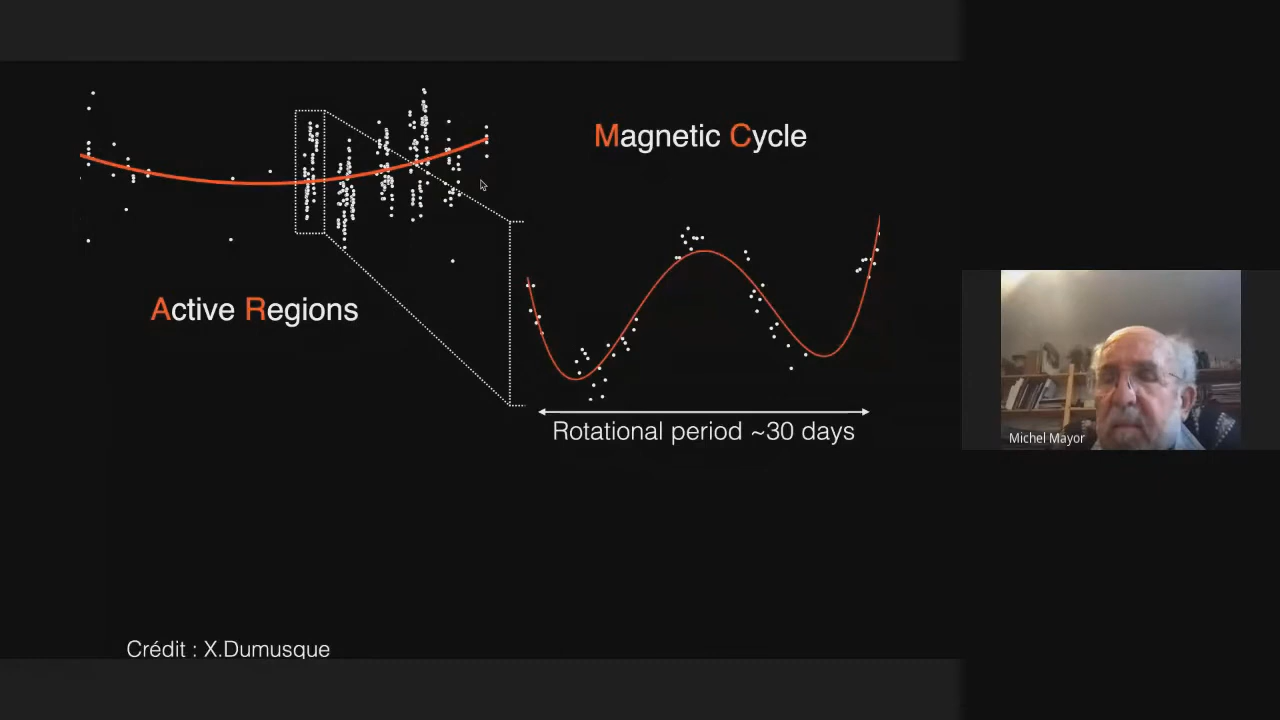 Magnetic Cycle
Active Regions
Rotational period ~30 days
Michel Mayor
Crédit : X.Dumusque